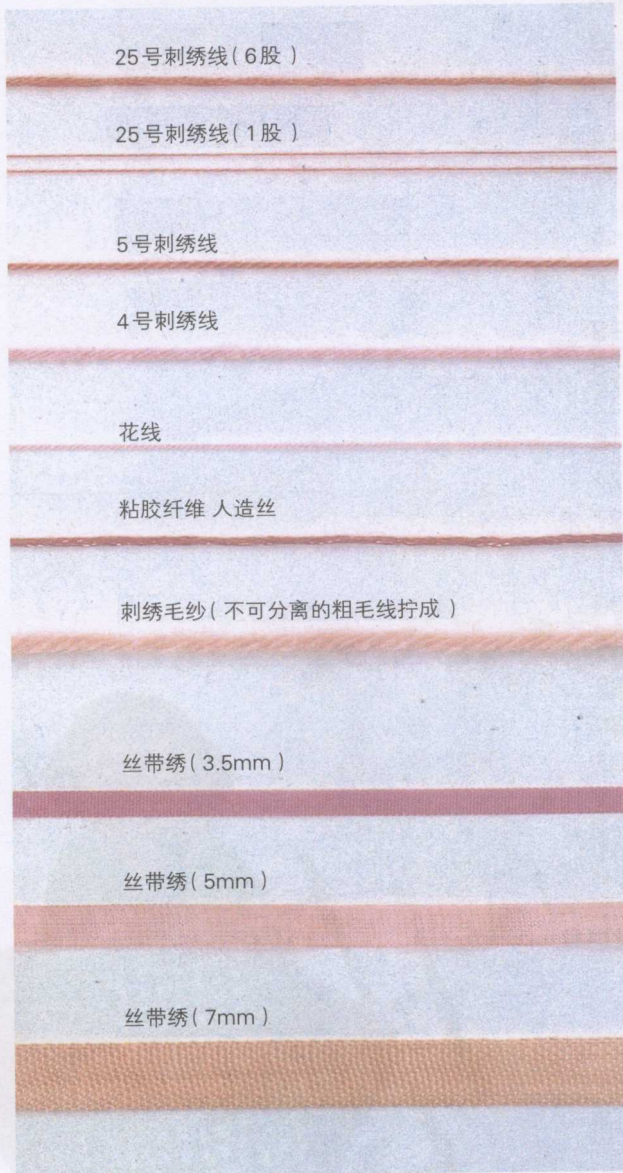 25号刺绣线（6股）
25号刺绣线（1股）
5号刺绣线
4号刺绣线
花线
粘胶纤维 人造丝
刺绣毛纱（不可分离的粗毛线拧成）
丝带绣（3.5mm）
丝带绣（5mm）
丝带绣（7mm）